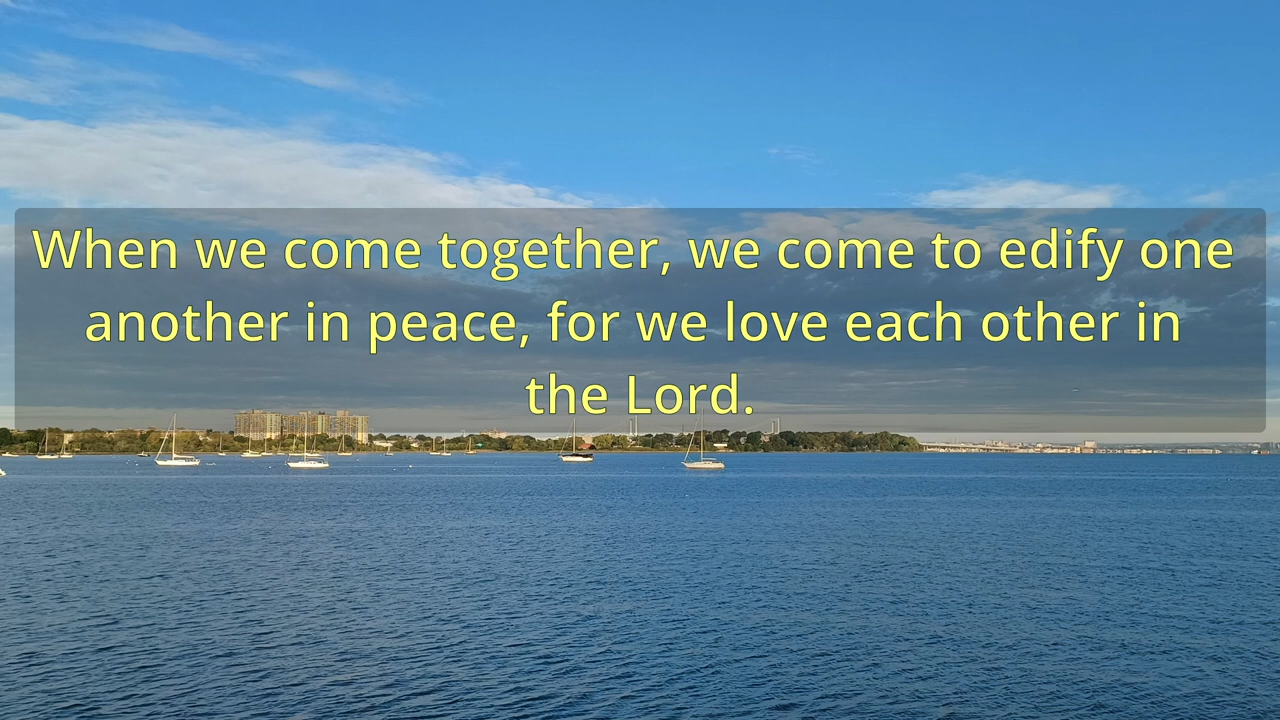 When we come together, we come to edify one
another in peace, for we love each other in
the Lord.